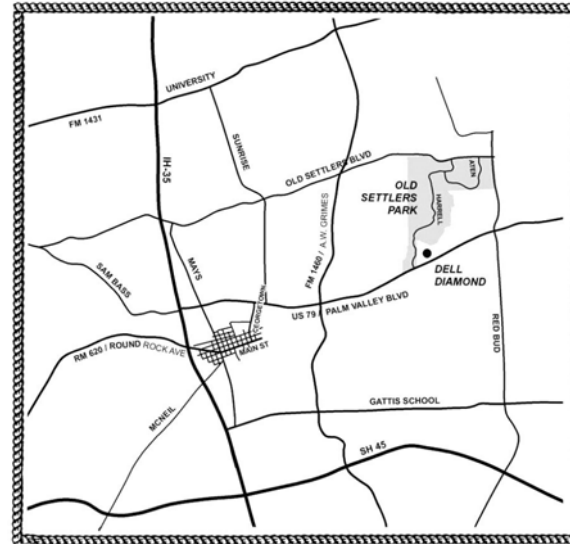 UNIVERSITY
FM 1431
SUNRISE
IH-35
OLD SETTLERS BLVD
ATEN
OLD
SETTLERS
PARK
HARRELL
FM 1460 / A.W. GRIMES
MAYS
SAM BASS
DELL
DIAMOND
GEORGETOWN
US 79 / PALM VALLEY BLVD
RED BUD
RM 620 / ROUND ROCK AVE
MAIN ST
GATTIS SCHOOL
MCNEIL
SH 45